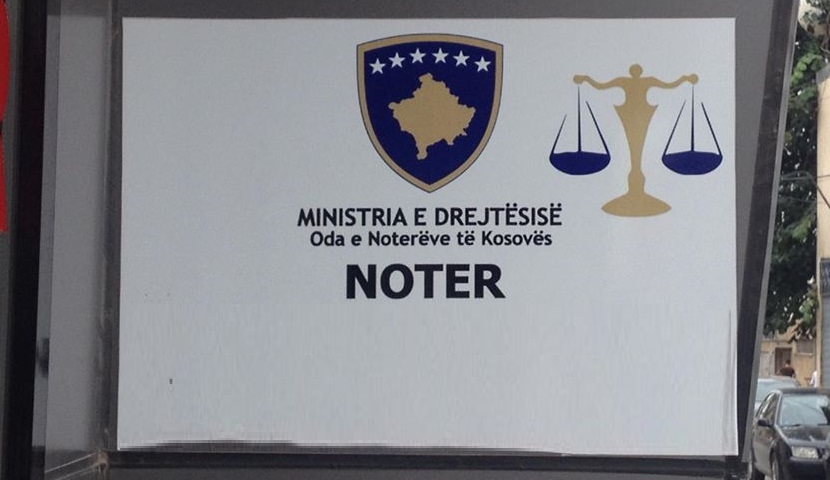 MINISTRIA E DREJTËSISË
Oda e Noterëve të Kosovës
NOTER